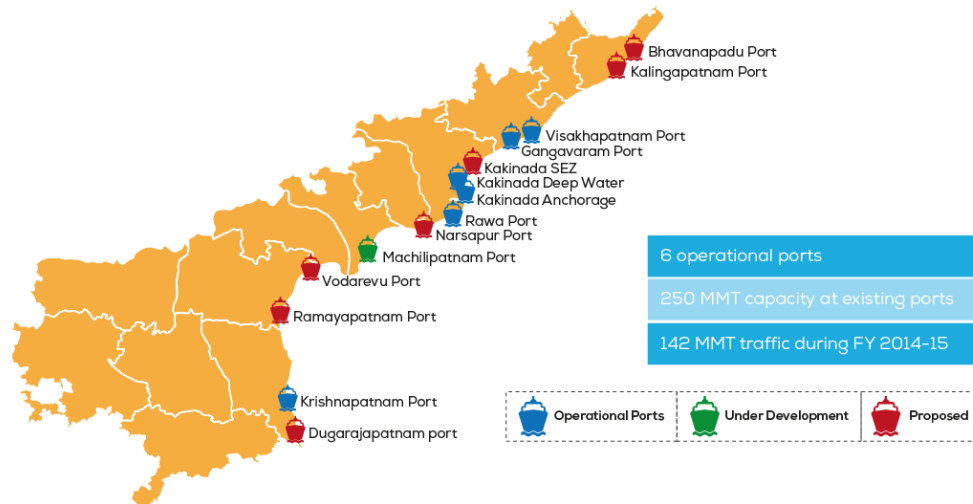 Bhavanapadu Port
Kalingapatnam Port
Visakhapatnam Port
Gangavaram Port
Kakinada SEZ
Kakinada Deep Water
Kakinada Anchorage
Rawa Port
Narsapur Port
Machilipatnam Port
Vodarevu Port
Ramayapatnam Port
Krishnapatnam Port
Dugarajapatnam port
6 operational ports
250 MMT capacity at existing ports
142 MMT traffic during FY 2014-15
Operational Ports
Under Development
Proposed